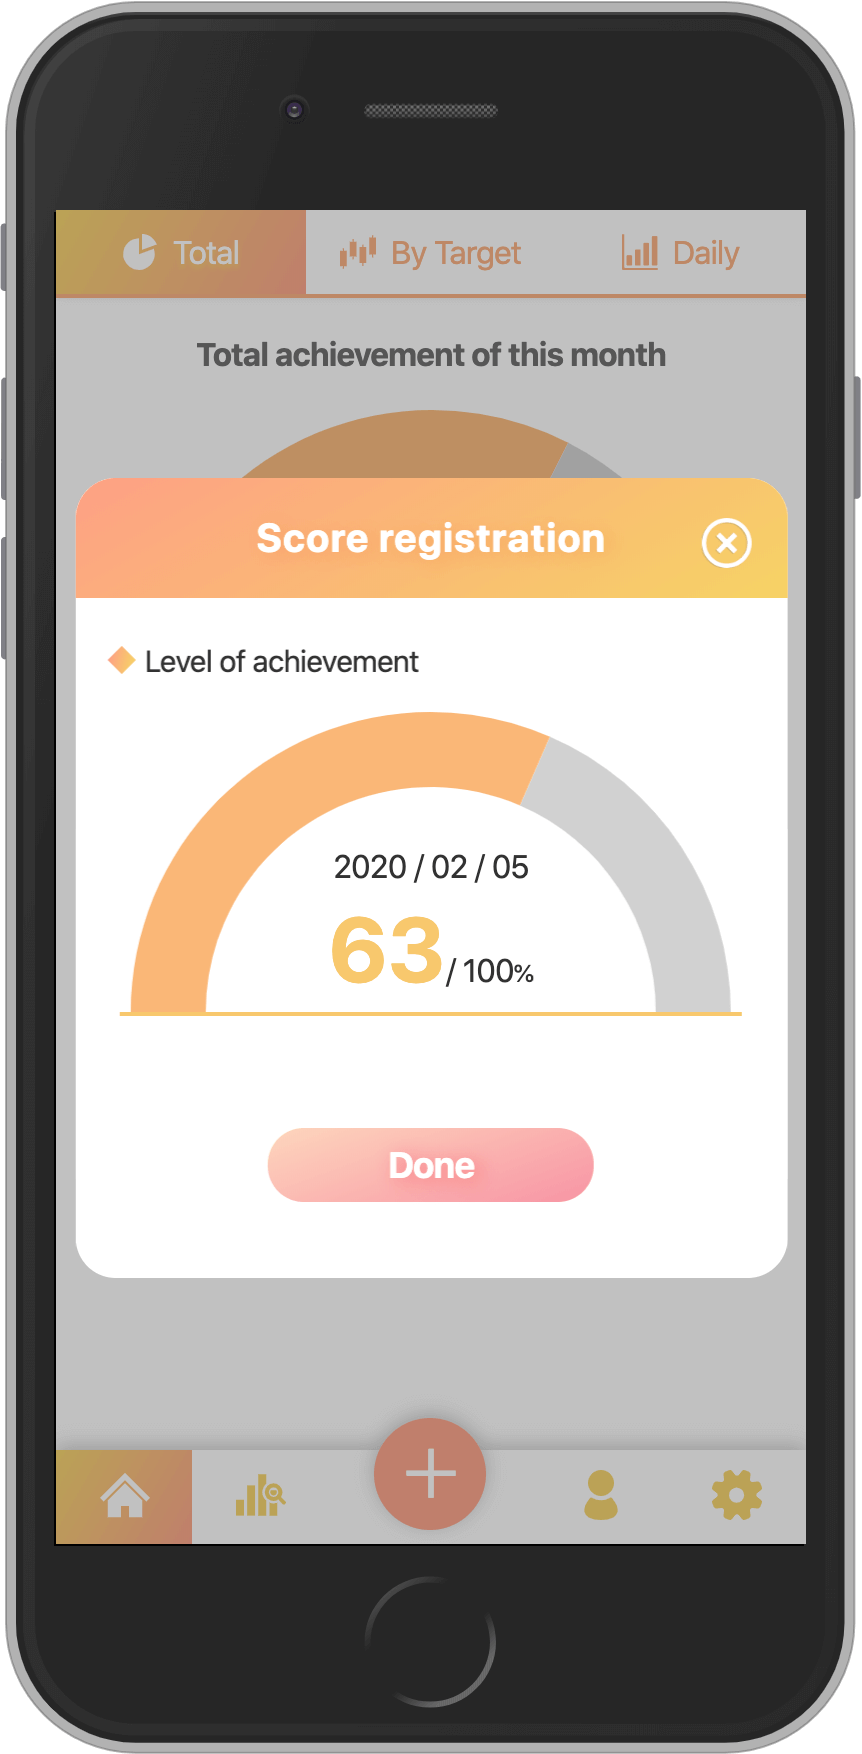 Total By Target Daily
Total achievement of this month
Score registration
Level of achievement
2020 / 02 / 05
63 / 100%
Done